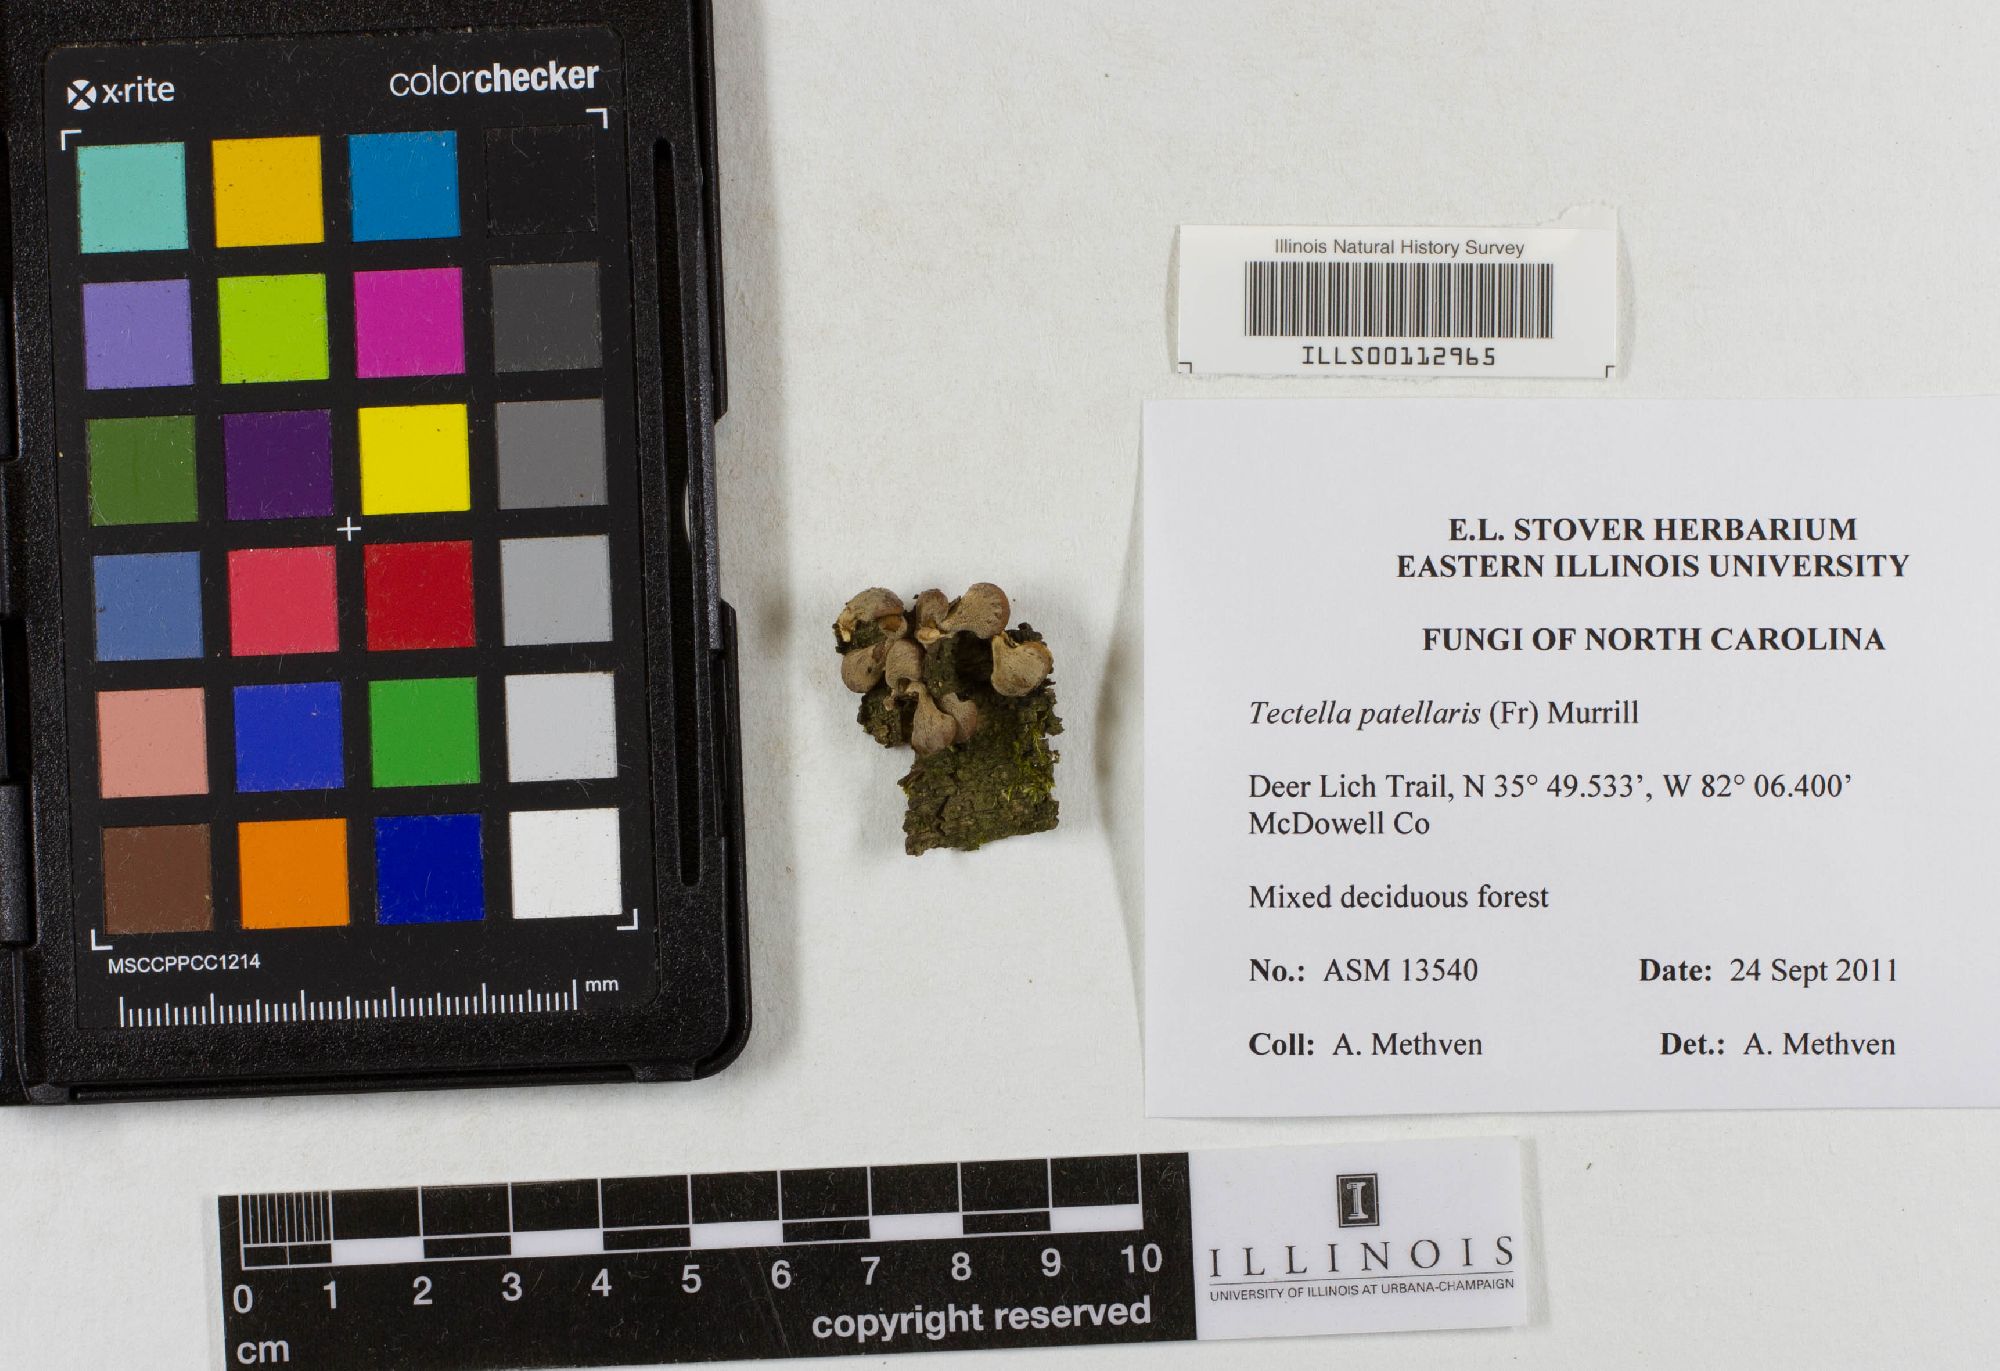 x·rite colorchecker
MSCCPPCC1214
mm
Illinois Natural History Survey
ILLS00112965
E.L. STOVER HERBARIUM
EASTERN ILLINOIS UNIVERSITY
FUNGI OF NORTH CAROLINA
Tectella patellaris (Fr) Murrill
Deer Lich Trail, N 35° 49.533’, W 82° 06.400’
McDowell Co
Mixed deciduous forest
No.: ASM 13540 Date: 24 Sept 2011
Coll: A. Methven Det.: A. Methven
0 1 2 3 4 5 6 7 8 9 10
cm
copyright reserved
I
ILLINOIS
UNIVERSITY OF ILLINOIS AT URBANA-CHAMPAIGN